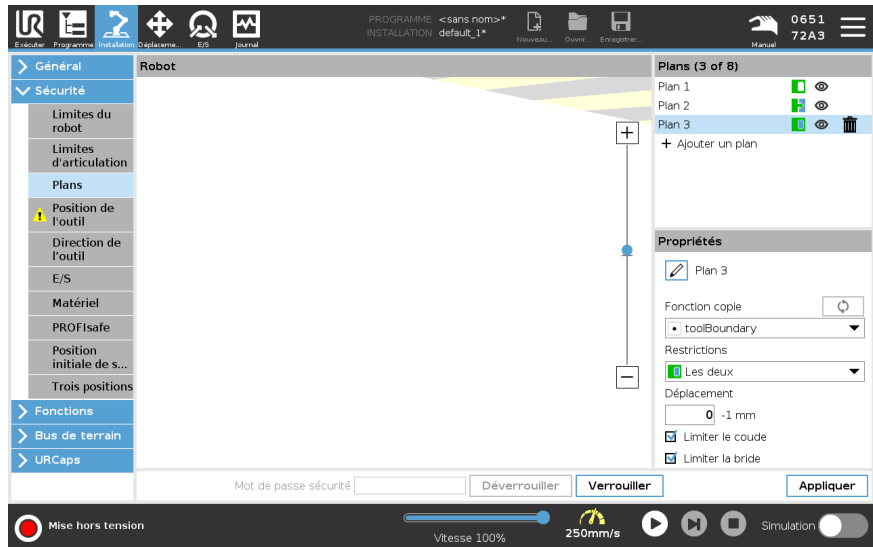 PROGRAMME <sans nom>*
INSTALLATION default_1*
Exécuter Programme Installation Déplaceme... E/S Journal
Nouveau... Ouvrir... Enregistrer...
Manuel
0651
72A3
Général
Sécurité
Limites du
robot
Limites
d'articulation
Plans
Position de
l'outil
Direction de
l'outil
E/S
Matériel
PROFIsafe
Position
initiale de s...
Trois positions
Fonctions
Bus de terrain
URCaps
Robot
+
−
Plans (3 of 8)
Plan 1
Plan 2
Plan 3
+ Ajouter un plan
Propriétés
Plan 3
Fonction copie
toolBoundary
Restrictions
Les deux
Déplacement
0 -1 mm
Limiter le coude
Limiter la bride
Mot de passe sécurité
Déverrouiller
Verrouiller
Appliquer
Mise hors tension
Vitesse 100%
250mm/s
Simulation